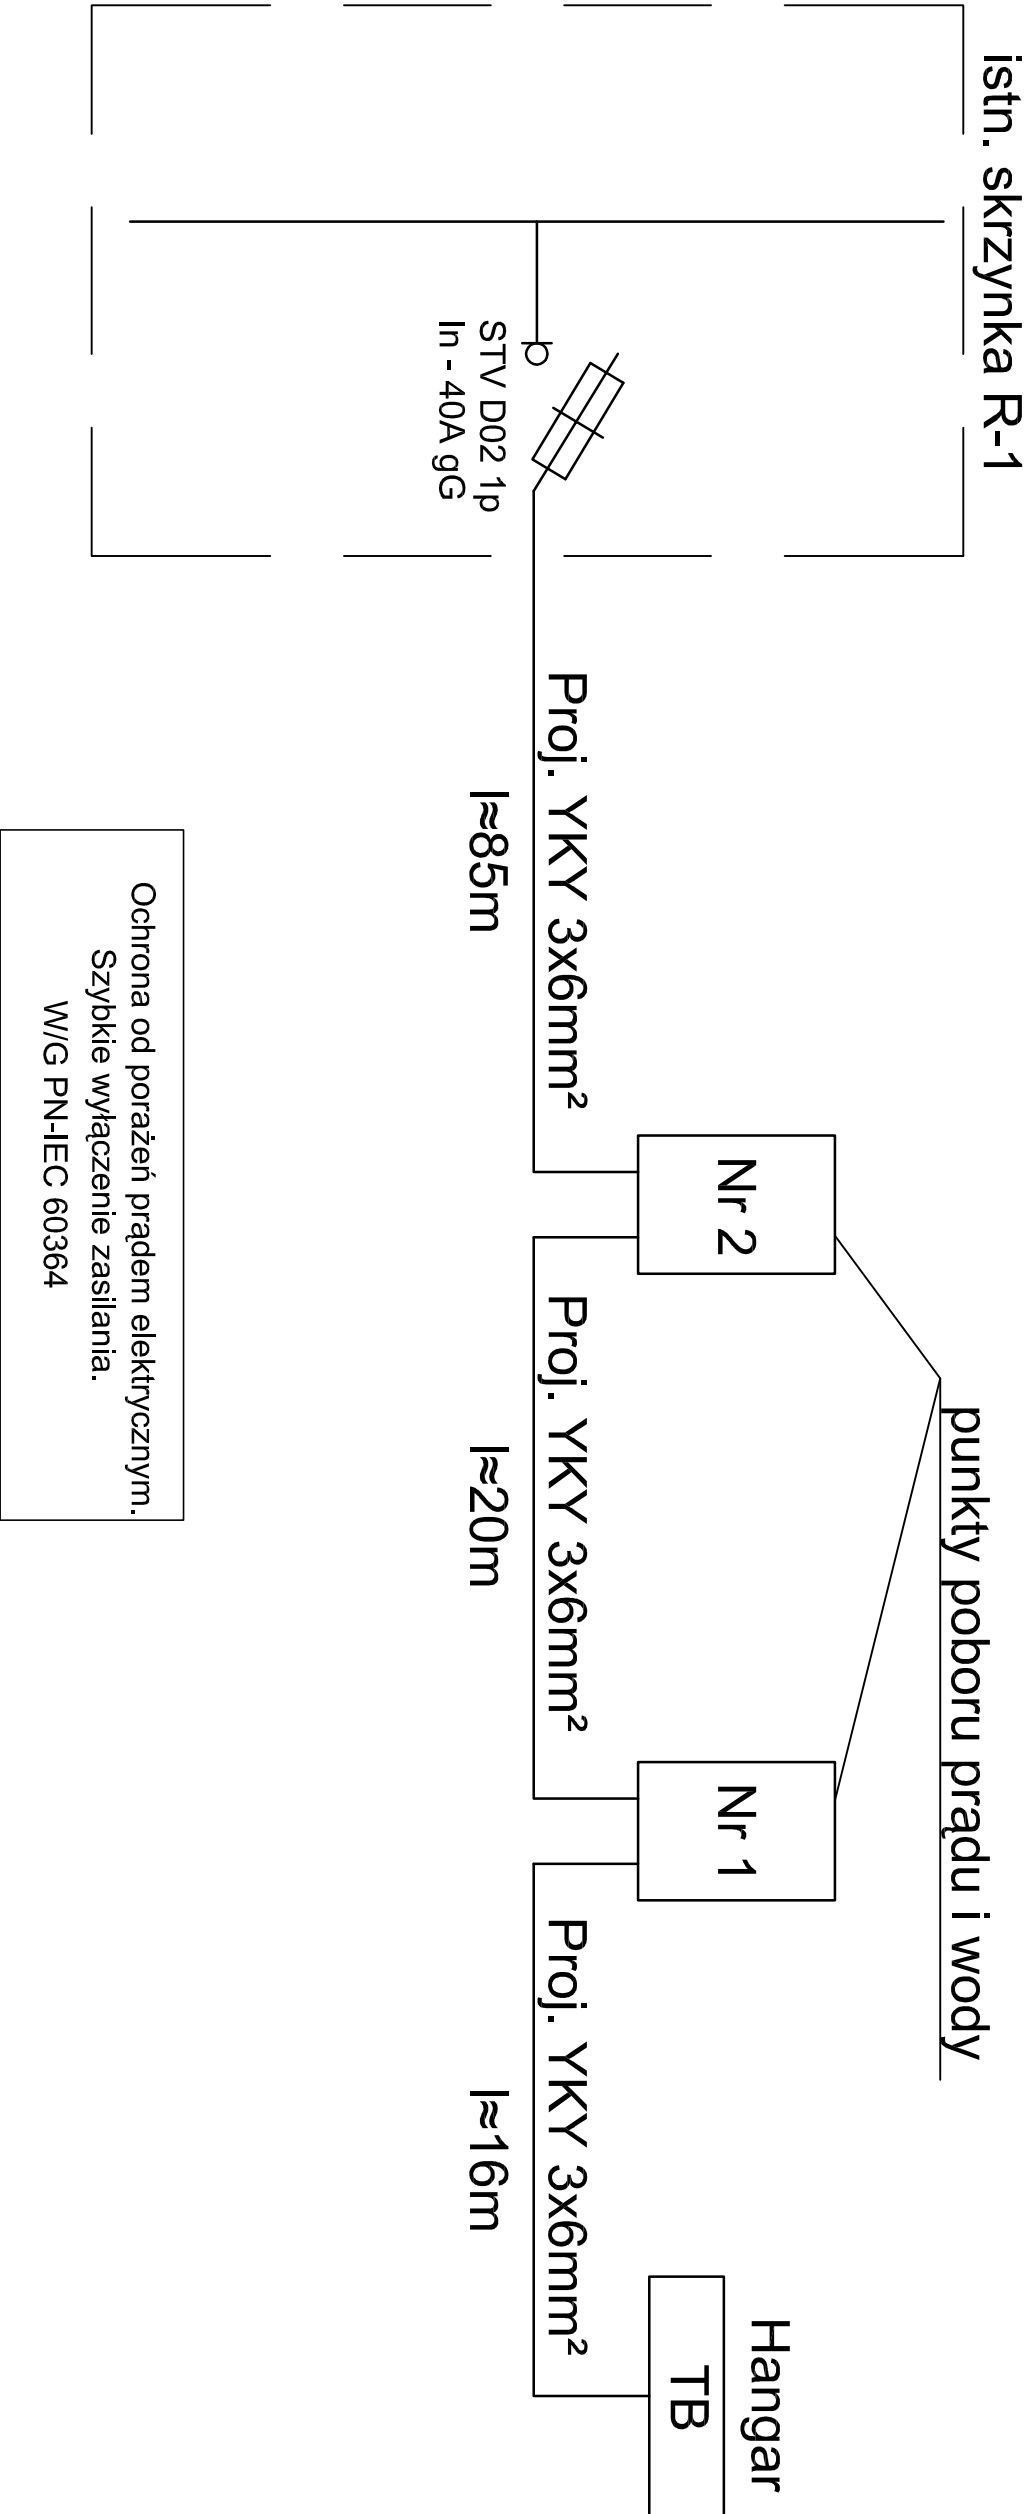 istn. skrzynka R-1
STV D02 1p
In - 40A gG
Proj. YKY 3x6mm²
l≈85m
Nr 2
punkty poboru prądu i wody
Proj. YKY 3x6mm²
l≈20m
Nr 1
Proj. YKY 3x6mm²
l≈16m
Hangar
TB
Ochrona od porażeń prądem elektrycznym.
Szybkie wyłączenie zasilania.
W/G PN-IEC 60364